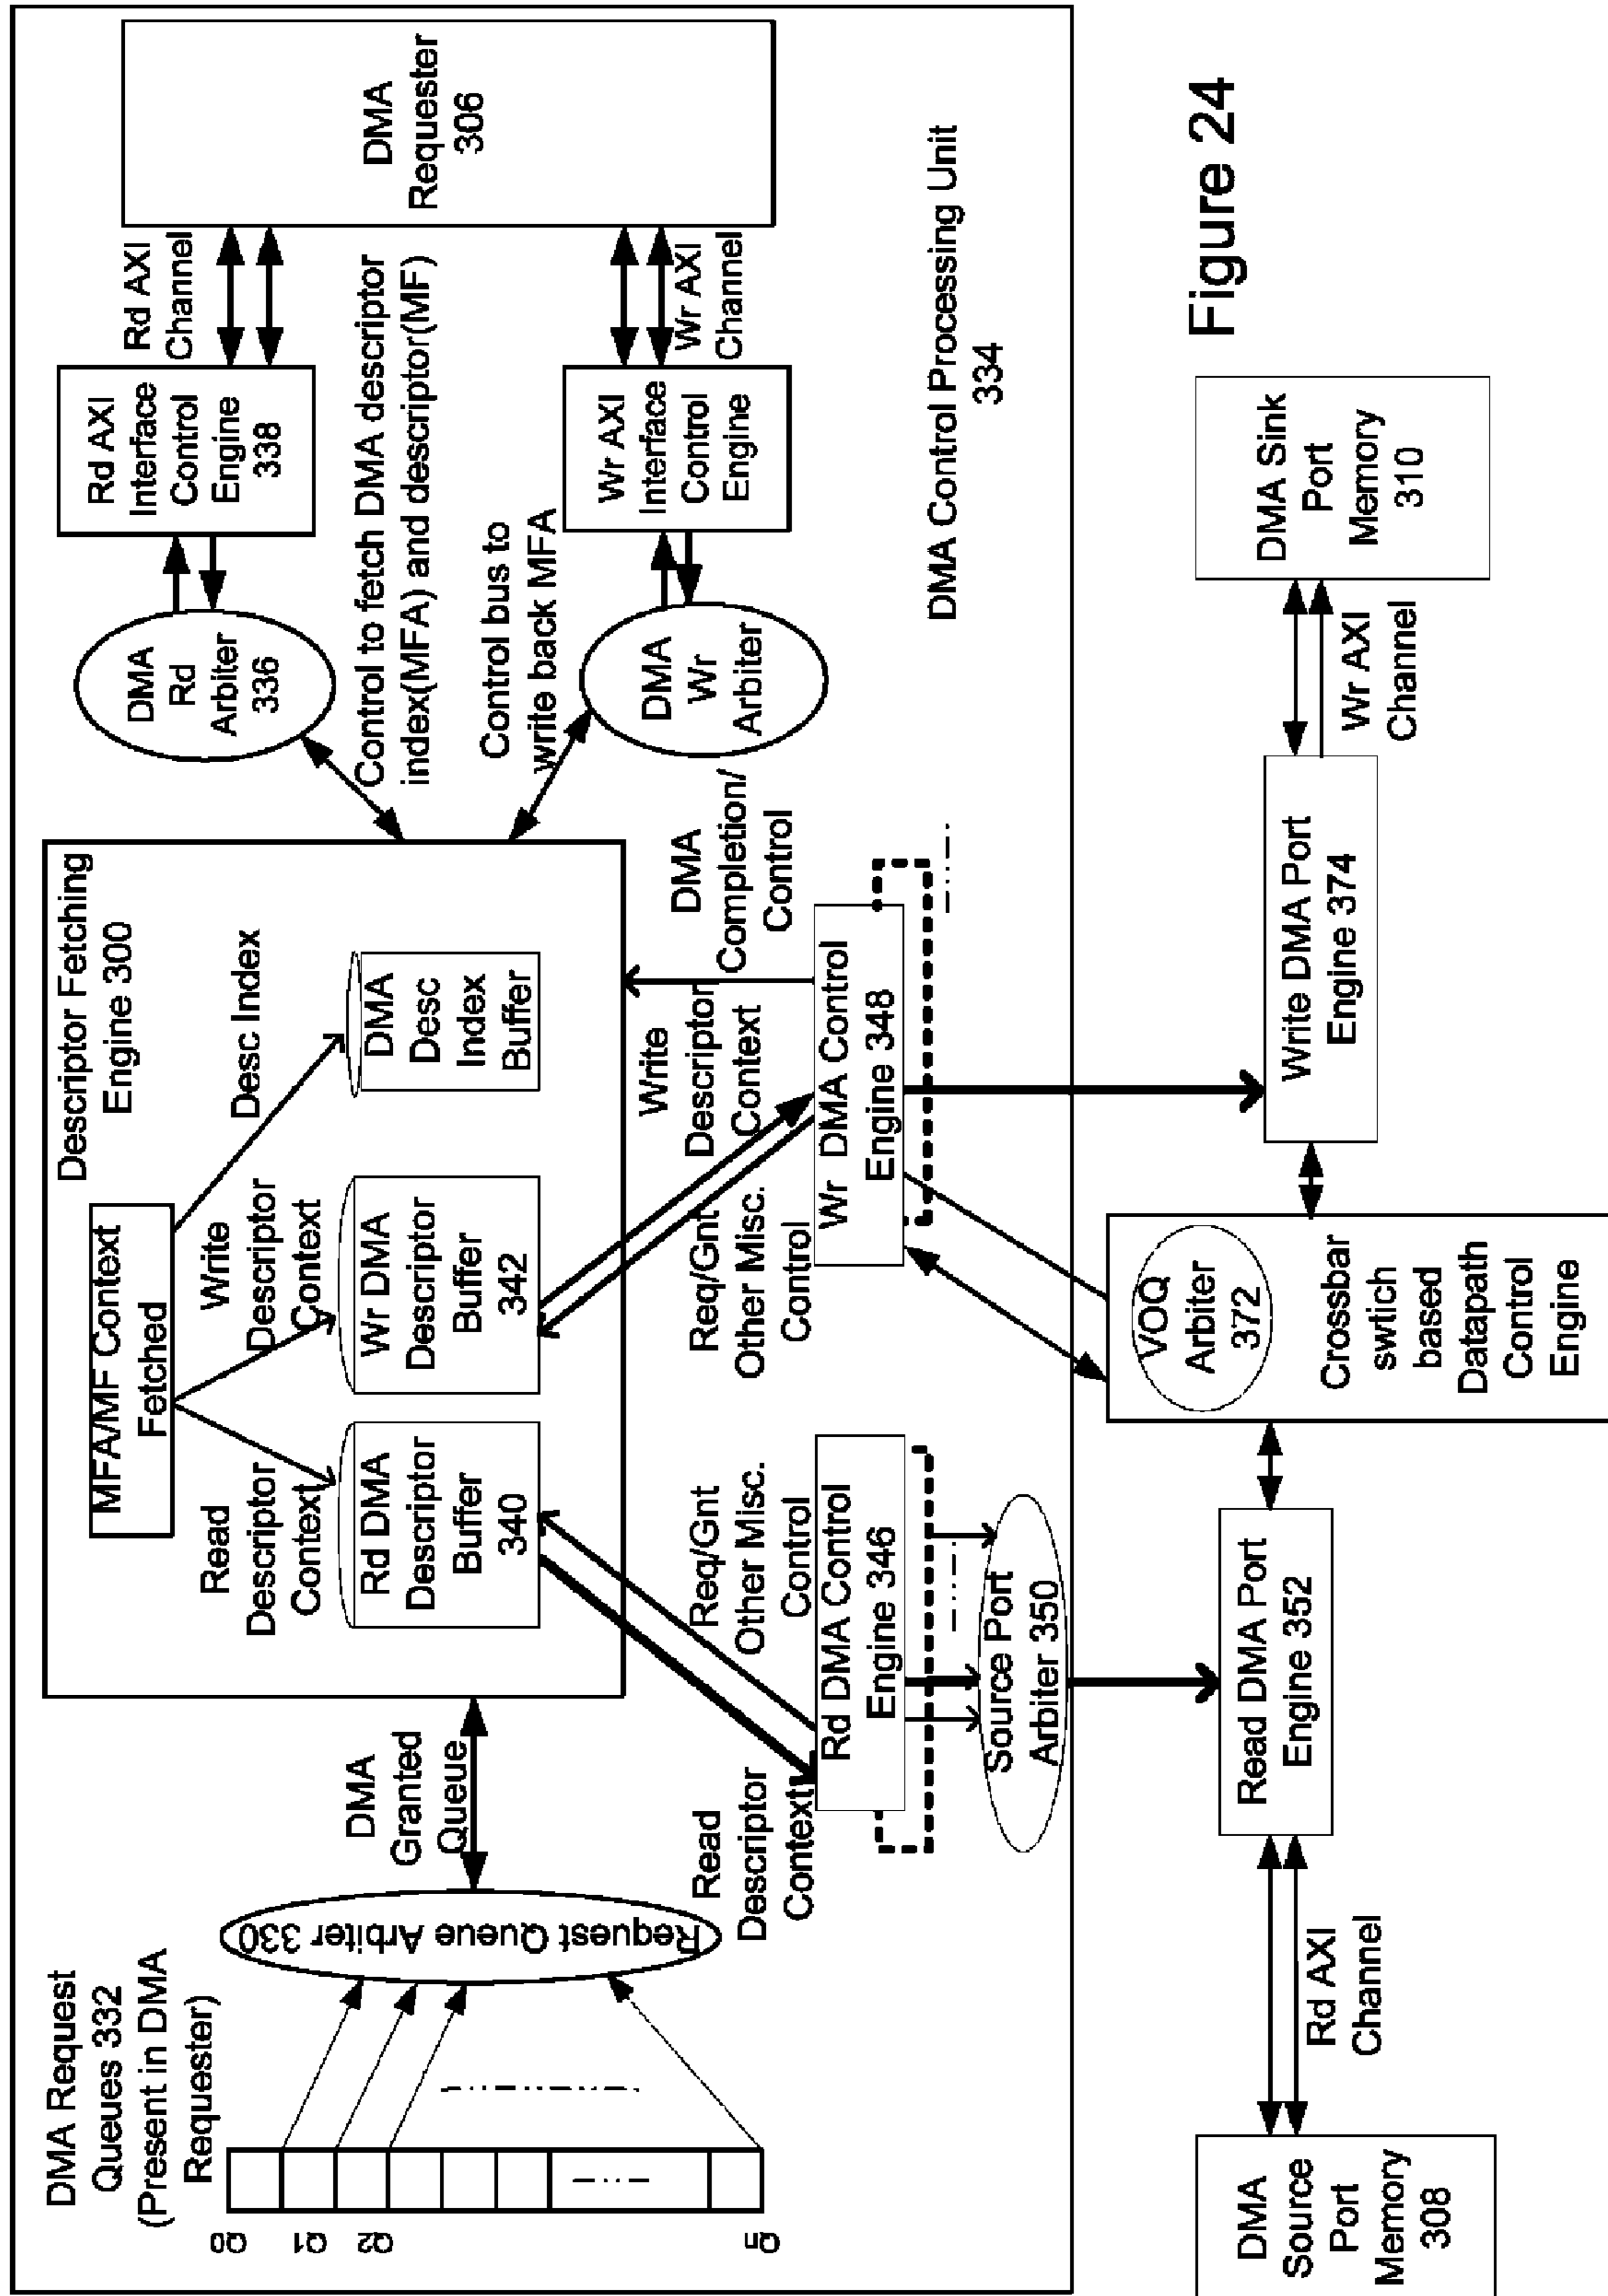 DMA Request
Queues 332
(Present in DMA
Requester)
Q0
Q1
Q2
Qn
Request Queue Arbiter 330
DMA
Granted
Queue
Descriptor Fetching
Engine 300
MFA/MF Context
Fetched
Read
Descriptor
Context
Write
Descriptor
Context
Desc Index
Rd DMA
Descriptor
Buffer
340
Wr DMA
Descriptor
Buffer
342
DMA
Desc
Index
Buffer
DMA
Rd
Arbiter
336
Rd AXI
Interface
Control
Engine
338
Rd AXI
Channel
DMA
Requester
306
Control to fetch DMA descriptor
index(MFA) and descriptor(MF)
Control bus to
write back MFA
DMA
Wr
Arbiter
Wr AXI
Interface
Control
Engine
Wr AXI
Channel
Read
Descriptor
Context
Req/Gnt
Other Misc.
Control
Rd DMA Control
Engine 346
Source Port
Arbiter 350
Req/Gnt
Other Misc.
Control
Write
Descriptor
Context
DMA
Completion/
Control
Wr DMA Control
Engine 348
DMA Control Processing Unit
334
DMA
Source
Port
Memory
308
Rd AXI
Channel
Read DMA Port
Engine 352
VOQ
Arbiter
372
Crossbar
swtich
based
Datapath
Control
Engine
Write DMA Port
Engine 374
Wr AXI
Channel
DMA Sink
Port
Memory
310
Figure 24